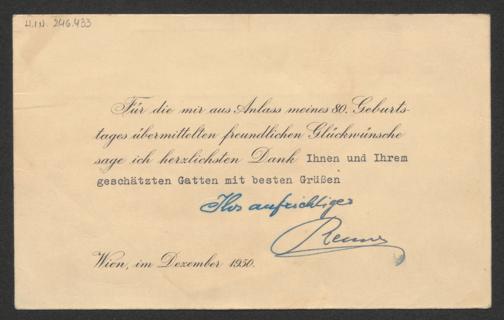 H.I.N. 246.433
Für die mir aus Anlass meines 80. Geburts-
tages übermittelten freundlichen Glückwünsche
sage ich herzlichsten Dank Ihnen und Ihrem
geschätzten Gatten mit besten Grüßen
Ihr aufrichtiger
Renner
Wien, im Dezember 1950.